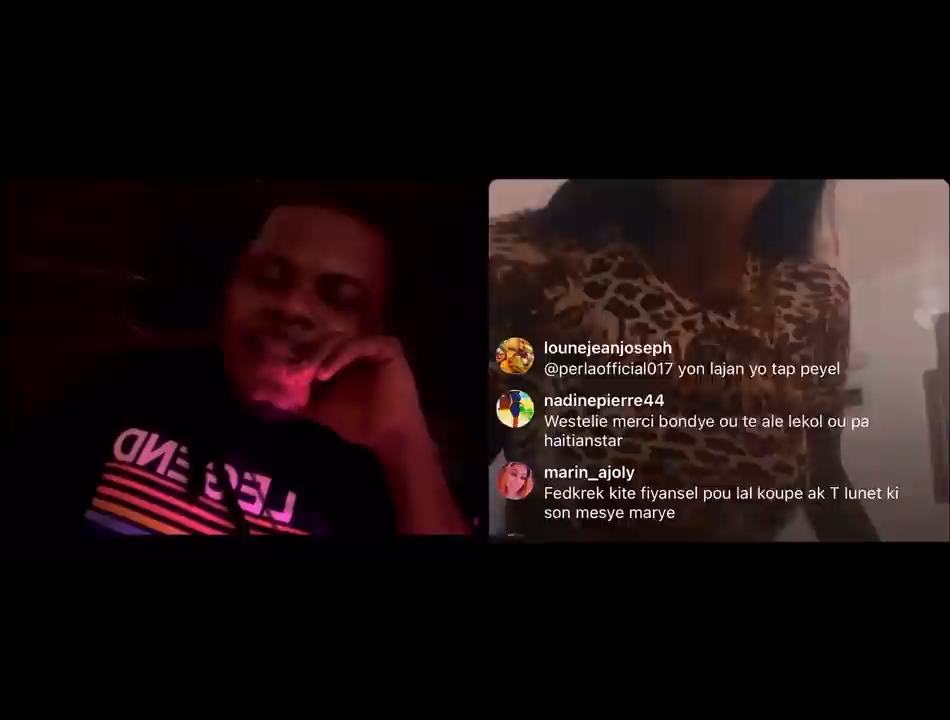 LEGEND
lounejeanjoseph
@perlaofficial017 yon lajan yo tap peyel
nadinepierre44
Westelie merci bondye ou te ale lekol ou pa
haitianstar
marin_ajoly
Fedkrek kite fiyansel pou lal koupe ak T lunet ki
son mesye marye